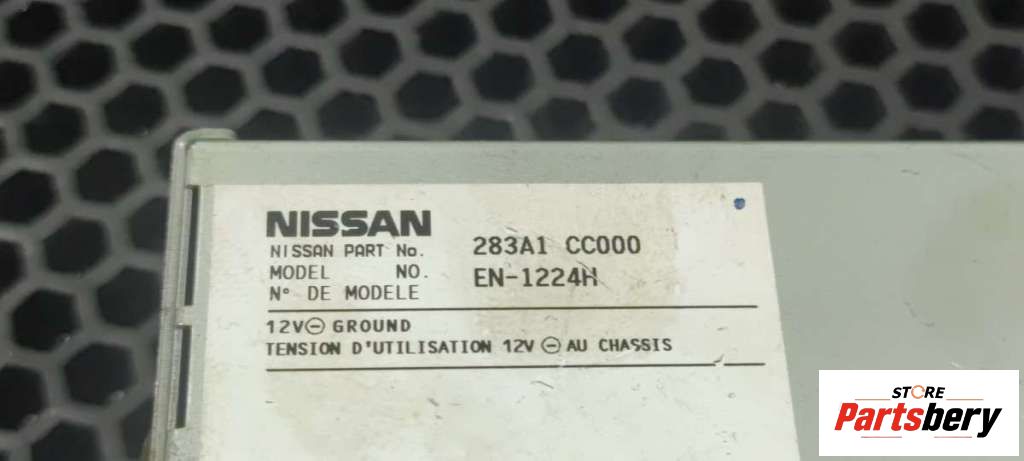 NISSAN
NISSAN PART No. 283A1 CC000
MODEL NO. EN-1224H
N° DE MODELE
12V⊖ GROUND
TENSION D'UTILISATION 12V ⊖ AU CHASSIS
STORE
Partsbery